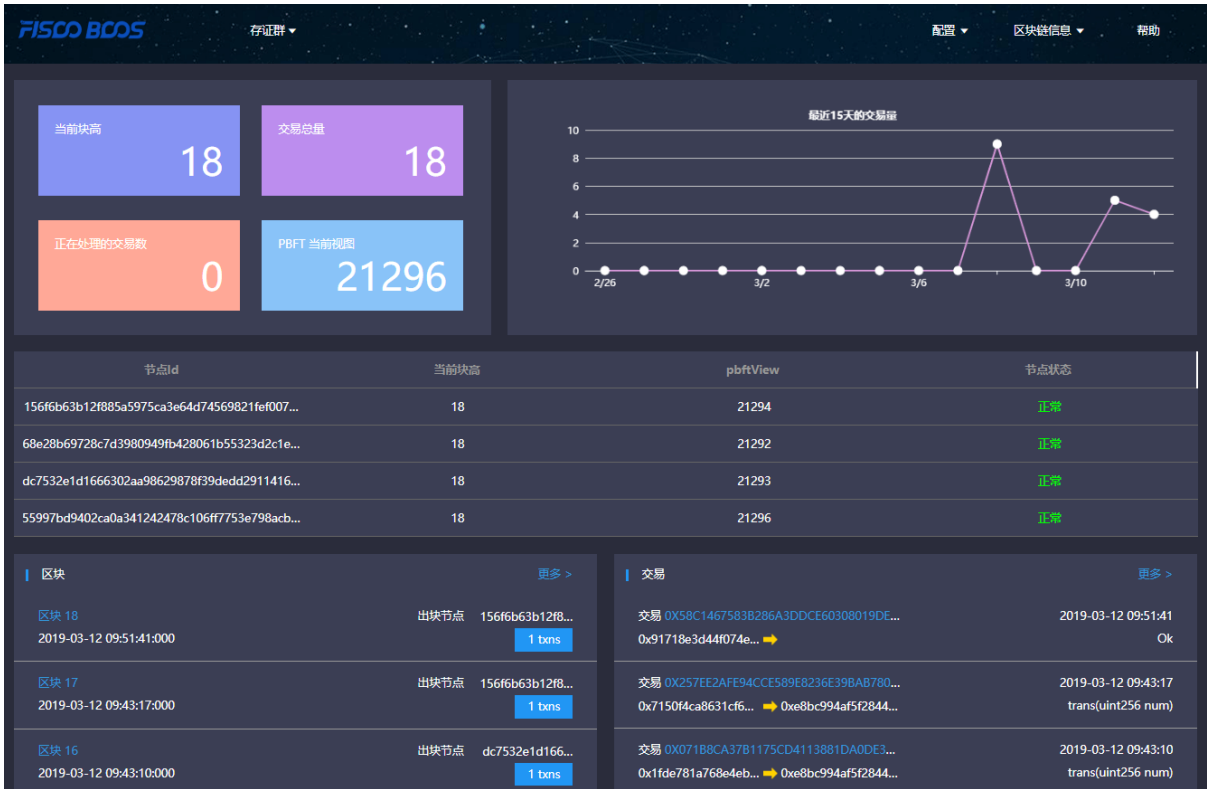 FISCO BCOS
存证群
配置
区块链信息
帮助
当前块高
18
交易总量
18
正在处理的交易数
0
PBFT 当前视图
21296
最近15天的交易量
10
8
6
4
2
0
2/26
3/2
3/6
3/10
节点Id 当前块高 pbftView 节点状态
156f6b63b12f885a5975ca3e64d74569821fef007... 18 21294 正常
68e28b69728c7d3980949fb428061b55323d2c1e... 18 21292 正常
dc7532e1d1666302aa98629878f39dedd2911416... 18 21293 正常
55997bd9402ca0a341242478c106ff7753e798acb... 18 21296 正常
区块 更多 >
区块 18 出块节点 156f6b63b12f8...
2019-03-12 09:51:41:000 1 txns
区块 17 出块节点 156f6b63b12f8...
2019-03-12 09:43:17:000 1 txns
区块 16 出块节点 dc7532e1d166...
2019-03-12 09:43:10:000 1 txns
交易 更多 >
交易 0X58C1467583B286A3DDCE60308019DE... 2019-03-12 09:51:41
0x91718e3d44f074e... Ok
交易 0X257EE2AFE94CCE589E8236E39BAB780... 2019-03-12 09:43:17
0x7150f4ca8631cf6... 0xe8bc994af5f2844... trans(uint256 num)
交易 0X071B8CA37B1175CD4113881DA0DE3... 2019-03-12 09:43:10
0x1fde781a768e4eb... 0xe8bc994af5f2844... trans(uint256 num)